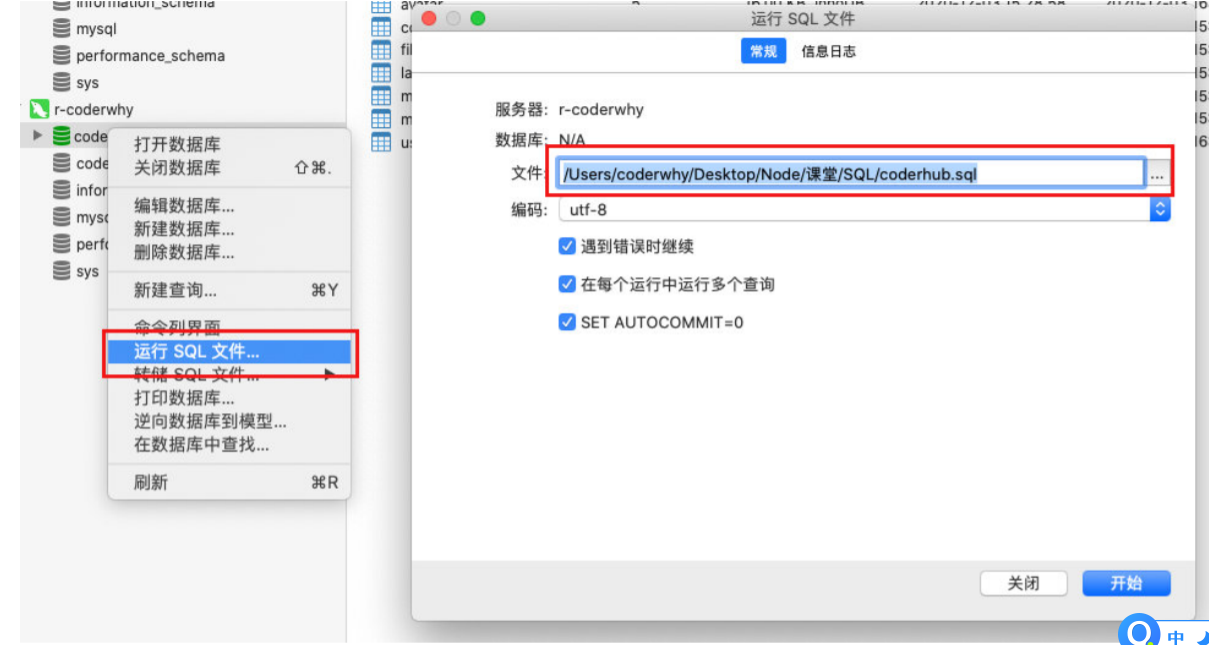 information_schema
mysql
performance_schema
sys
r-coderwhy
code
code
infor
mysq
perfo
sys
打开数据库
关闭数据库 ⇧⌘.
编辑数据库...
新建数据库...
删除数据库...
新建查询... ⌘Y
命令列界面
运行 SQL 文件...
转储 SQL 文件... ▶
打印数据库...
逆向数据库到模型...
在数据库中查找...
刷新 ⌘R
avatar
co
fil
la
m
m
us
运行 SQL 文件
常规 信息日志
服务器: r-coderwhy
数据库: N/A
文件: /Users/coderwhy/Desktop/Node/课堂/SQL/coderhub.sql ...
编码: utf-8
遇到错误时继续
在每个运行中运行多个查询
SET AUTOCOMMIT=0
关闭 开始
中